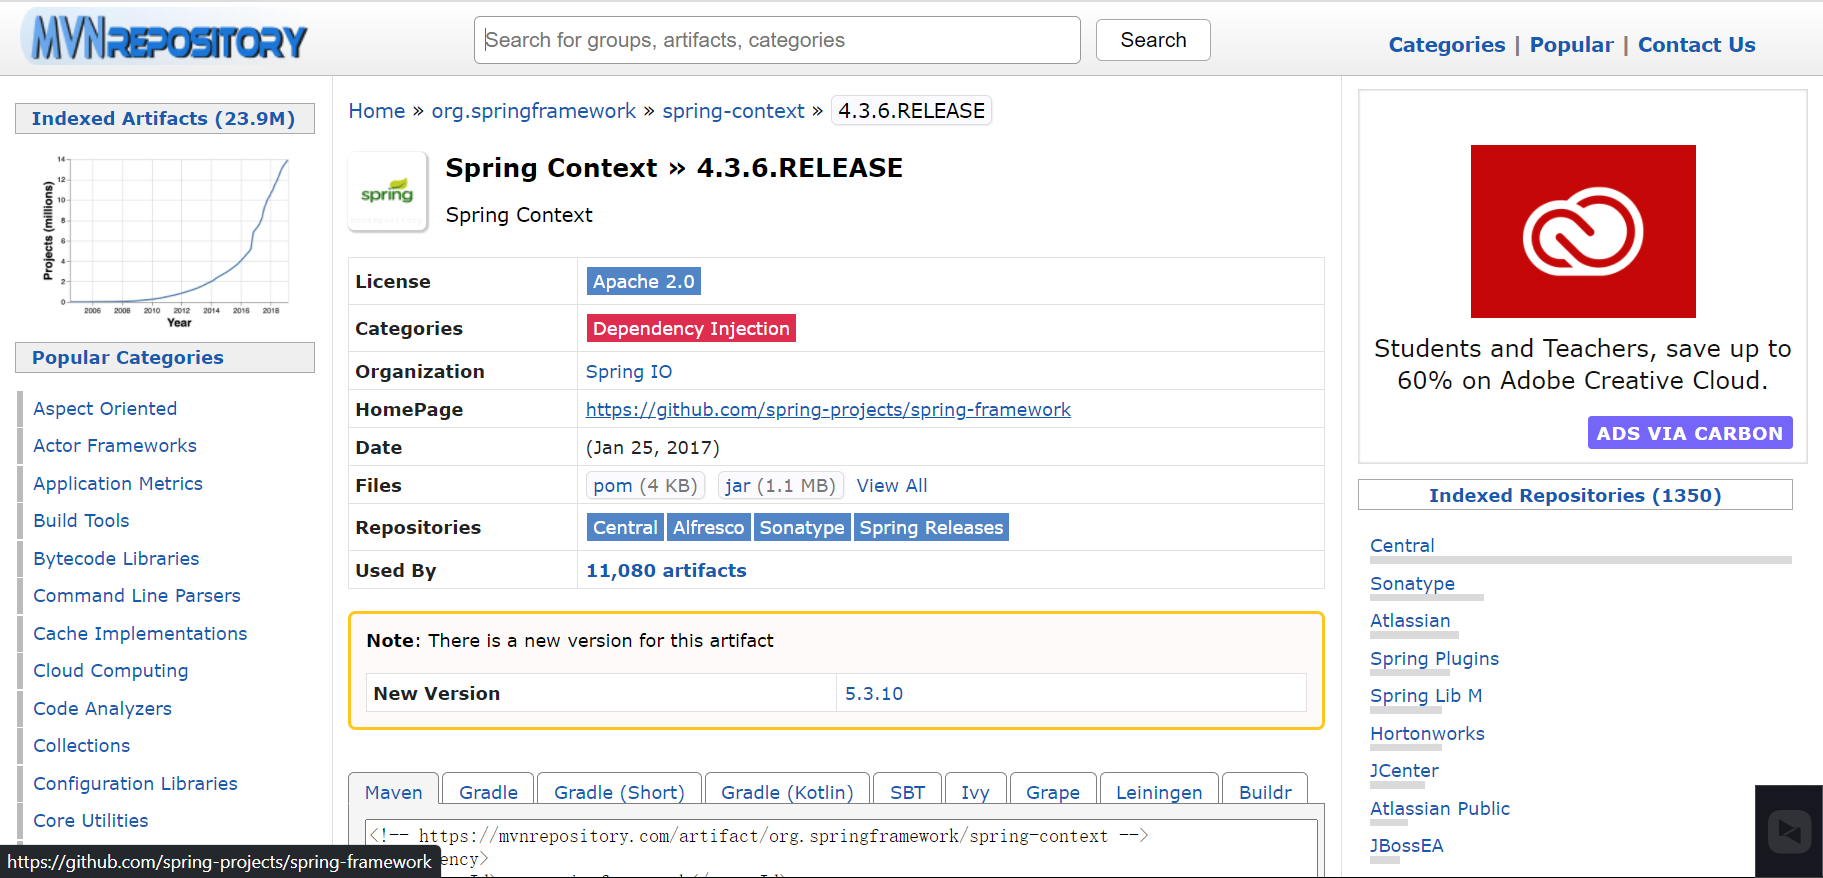 MVNREPOSITORY
Search for groups, artifacts, categories
Search
Categories | Popular | Contact Us
Indexed Artifacts (23.9M)
Projects (millions)
14
12
10
8
6
4
2
0
2006 2008 2010 2012 2014 2016 2018
Year
Popular Categories
Aspect Oriented
Actor Frameworks
Application Metrics
Build Tools
Bytecode Libraries
Command Line Parsers
Cache Implementations
Cloud Computing
Code Analyzers
Collections
Configuration Libraries
Core Utilities
Home » org.springframework » spring-context » 4.3.6.RELEASE
spring
Spring Context » 4.3.6.RELEASE
Spring Context
License Apache 2.0
Categories Dependency Injection
Organization Spring IO
HomePage https://github.com/spring-projects/spring-framework
Date (Jan 25, 2017)
Files pom (4 KB) jar (1.1 MB) View All
Repositories Central Alfresco Sonatype Spring Releases
Used By 11,080 artifacts
Note: There is a new version for this artifact
New Version 5.3.10
Maven Gradle Gradle (Short) Gradle (Kotlin) SBT Ivy Grape Leiningen Buildr
<!-- https://mvnrepository.com/artifact/org.springframework/spring-context -->
ency>
https://github.com/spring-projects/spring-framework
Students and Teachers, save up to
60% on Adobe Creative Cloud.
ADS VIA CARBON
Indexed Repositories (1350)
Central
Sonatype
Atlassian
Spring Plugins
Spring Lib M
Hortonworks
JCenter
Atlassian Public
JBossEA